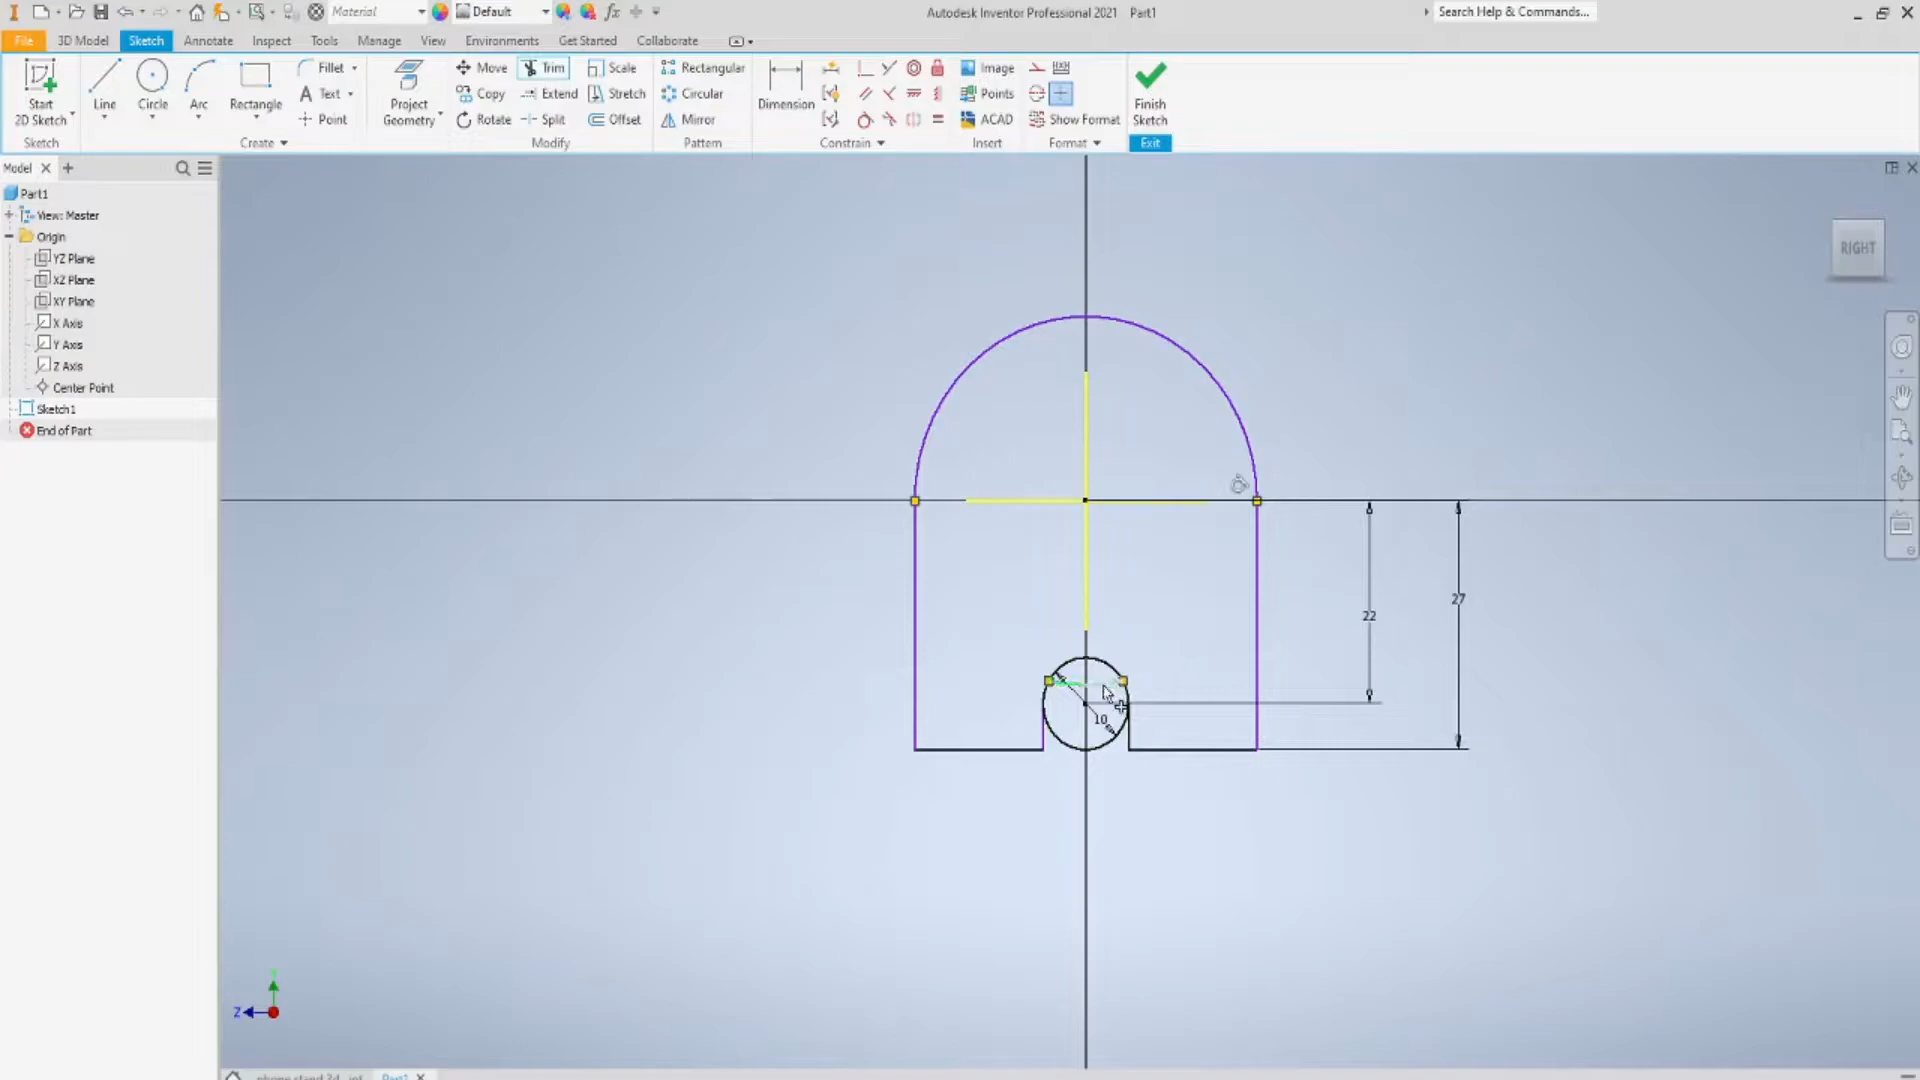 Material
Default
fx
Autodesk Inventor Professional 2021 Part1
Search Help & Commands...
File 3D Model Sketch Annotate Inspect Tools Manage View Environments Get Started Collaborate
Start
2D Sketch
Line
Circle
Arc
Rectangle
Fillet
Text
Point
Project
Geometry
Move
Copy
Rotate
Trim
Extend
Split
Scale
Stretch
Offset
Rectangular
Circular
Mirror
Dimension
Image
Points
ACAD
Show Format
Finish
Sketch
Sketch
Create
Modify
Pattern
Constrain
Insert
Format
Exit
Model
Part1
View: Master
Origin
YZ Plane
XZ Plane
XY Plane
X Axis
Y Axis
Z Axis
Center Point
Sketch1
End of Part
RIGHT
22
27
10
Z
Part1